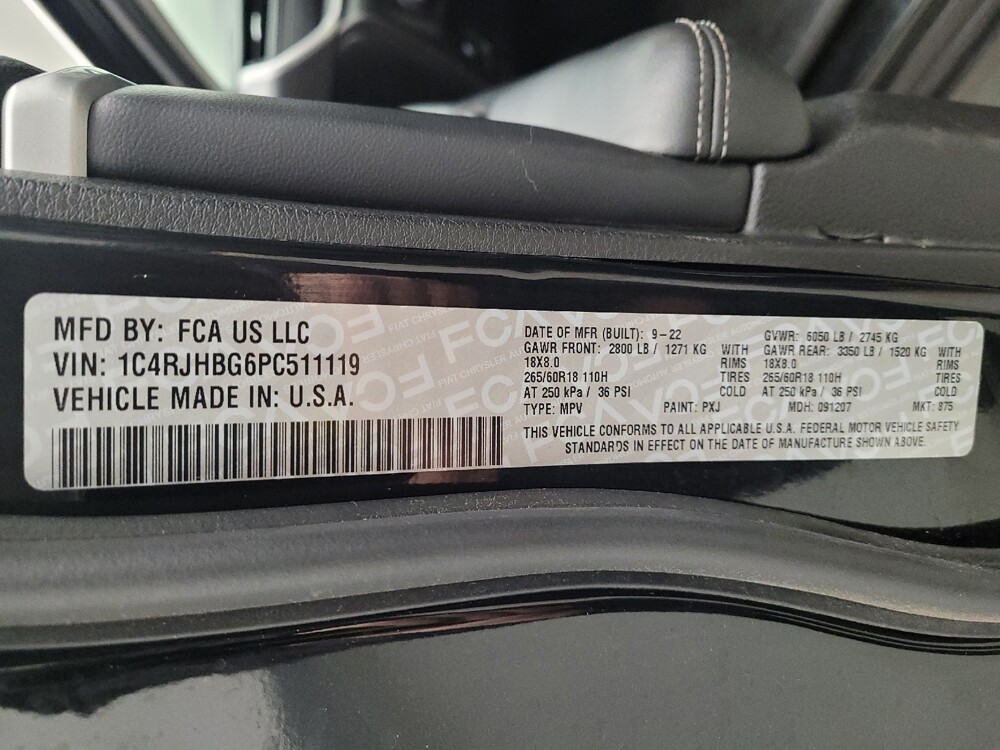 MFD BY: FCA US LLC
VIN: 1C4RJHBG6PC511119
VEHICLE MADE IN: U.S.A.
DATE OF MFR (BUILT): 9-22 GVWR: 6050 LB / 2745 KG
GAWR FRONT: 2800 LB / 1271 KG WITH GAWR REAR: 3350 LB / 1520 KG WITH
18X8.0 RIMS 18X8.0 RIMS
265/60R18 110H TIRES 265/60R18 110H TIRES
AT 250 kPa / 36 PSI COLD AT 250 kPa / 36 PSI COLD
TYPE: MPV PAINT: PXJ MDH: 091207 MKT: 875
THIS VEHICLE CONFORMS TO ALL APPLICABLE U.S.A. FEDERAL MOTOR VEHICLE SAFETY
STANDARDS IN EFFECT ON THE DATE OF MANUFACTURE SHOWN ABOVE.